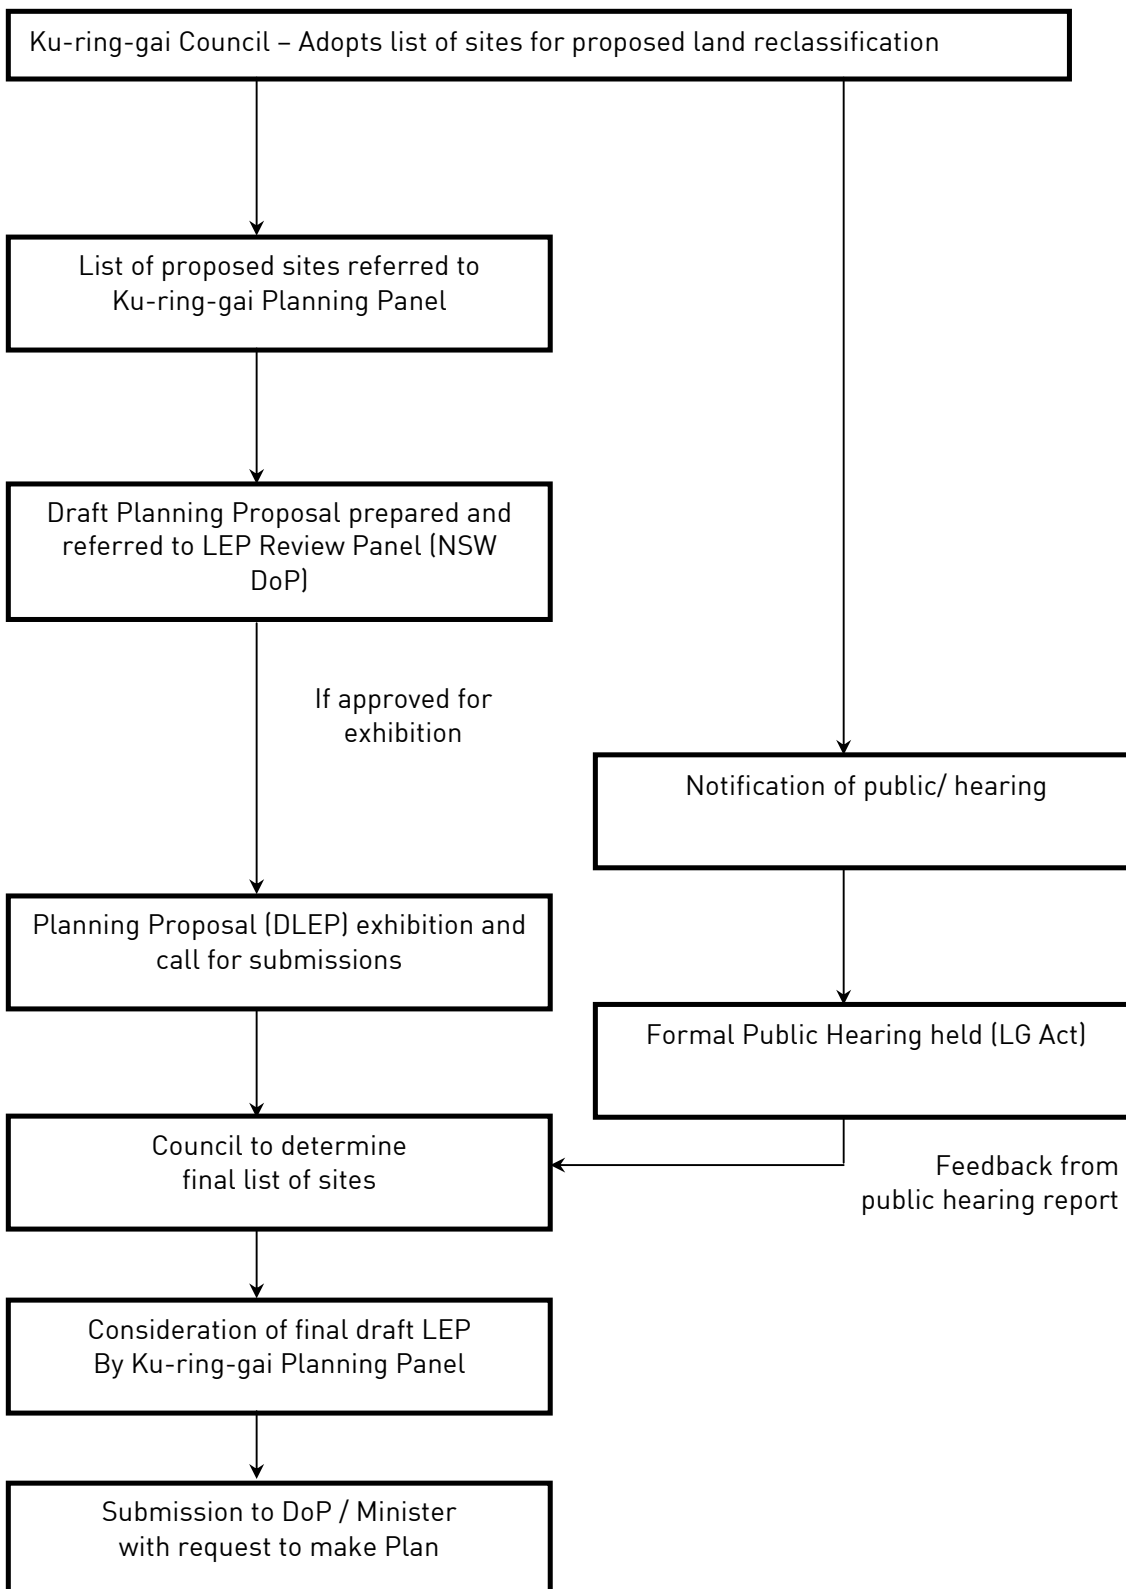 Ku-ring-gai Council – Adopts list of sites for proposed land reclassification
List of proposed sites referred to
Ku-ring-gai Planning Panel
Draft Planning Proposal prepared and
referred to LEP Review Panel (NSW
DoP)
If approved for
exhibition
Notification of public/ hearing
Planning Proposal (DLEP) exhibition and
call for submissions
Formal Public Hearing held (LG Act)
Council to determine
final list of sites
Feedback from
public hearing report
Consideration of final draft LEP
By Ku-ring-gai Planning Panel
Submission to DoP / Minister
with request to make Plan